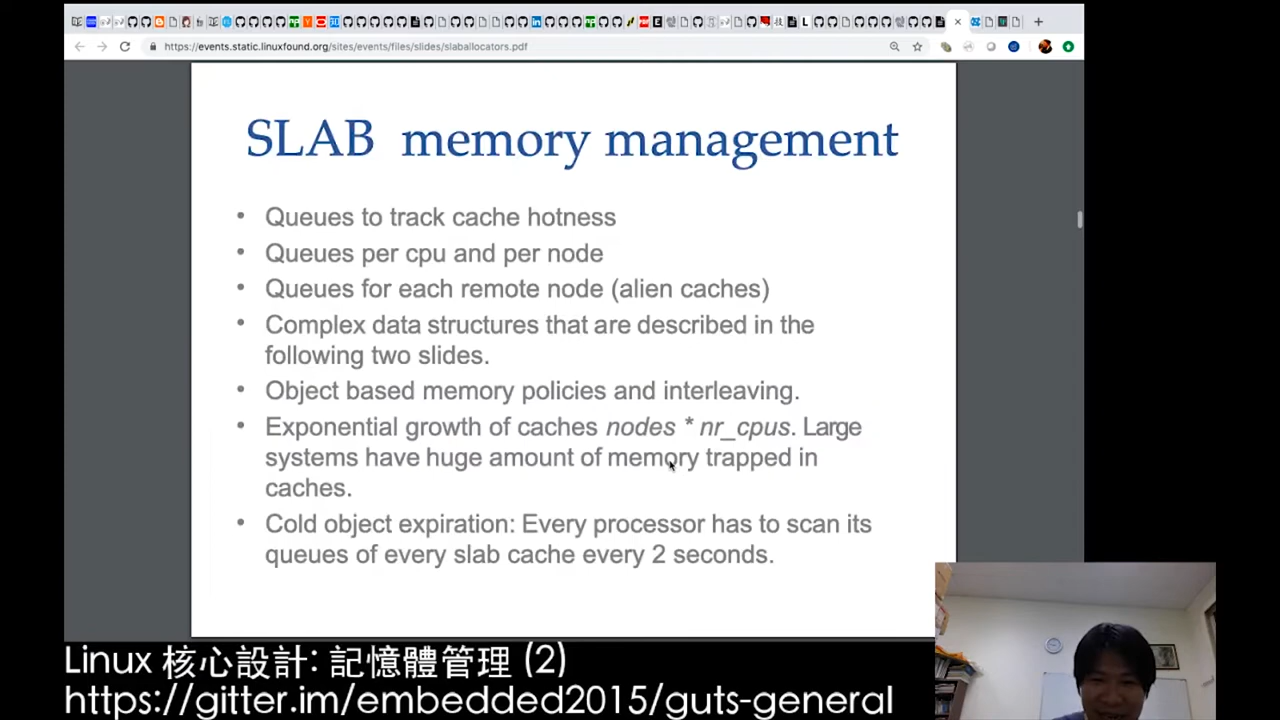 https://events.static.linuxfound.org/sites/events/files/slides/slaballocators.pdf
SLAB memory management
• Queues to track cache hotness
• Queues per cpu and per node
• Queues for each remote node (alien caches)
• Complex data structures that are described in the
following two slides.
• Object based memory policies and interleaving.
• Exponential growth of caches nodes * nr_cpus. Large
systems have huge amount of memory trapped in
caches.
• Cold object expiration: Every processor has to scan its
queues of every slab cache every 2 seconds.
Linux 核心設計: 記憶體管理 (2)
https://gitter.im/embedded2015/guts-general